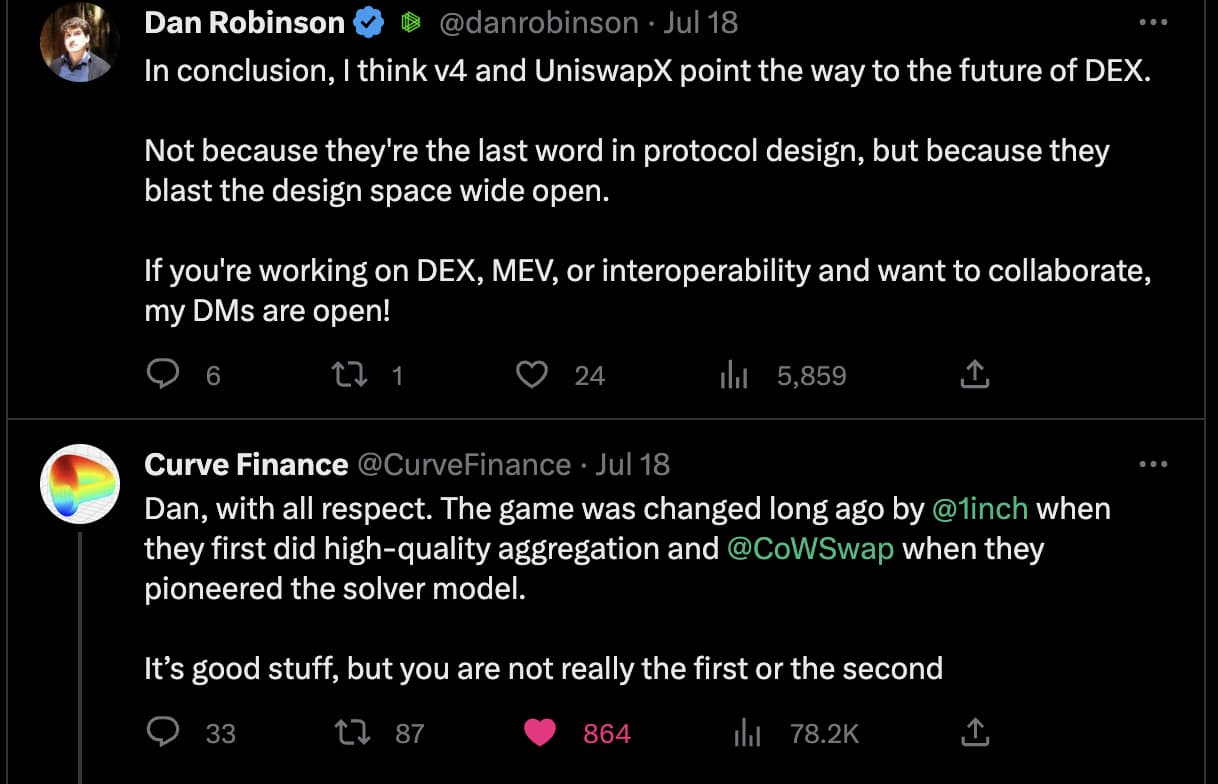 Dan Robinson @danrobinson · Jul 18
In conclusion, I think v4 and UniswapX point the way to the future of DEX.
Not because they're the last word in protocol design, but because they
blast the design space wide open.
If you're working on DEX, MEV, or interoperability and want to collaborate,
my DMs are open!
6 1 24 5,859
Curve Finance @CurveFinance · Jul 18
Dan, with all respect. The game was changed long ago by @1inch when
they first did high-quality aggregation and @CoWSwap when they
pioneered the solver model.
It’s good stuff, but you are not really the first or the second
33 87 864 78.2K